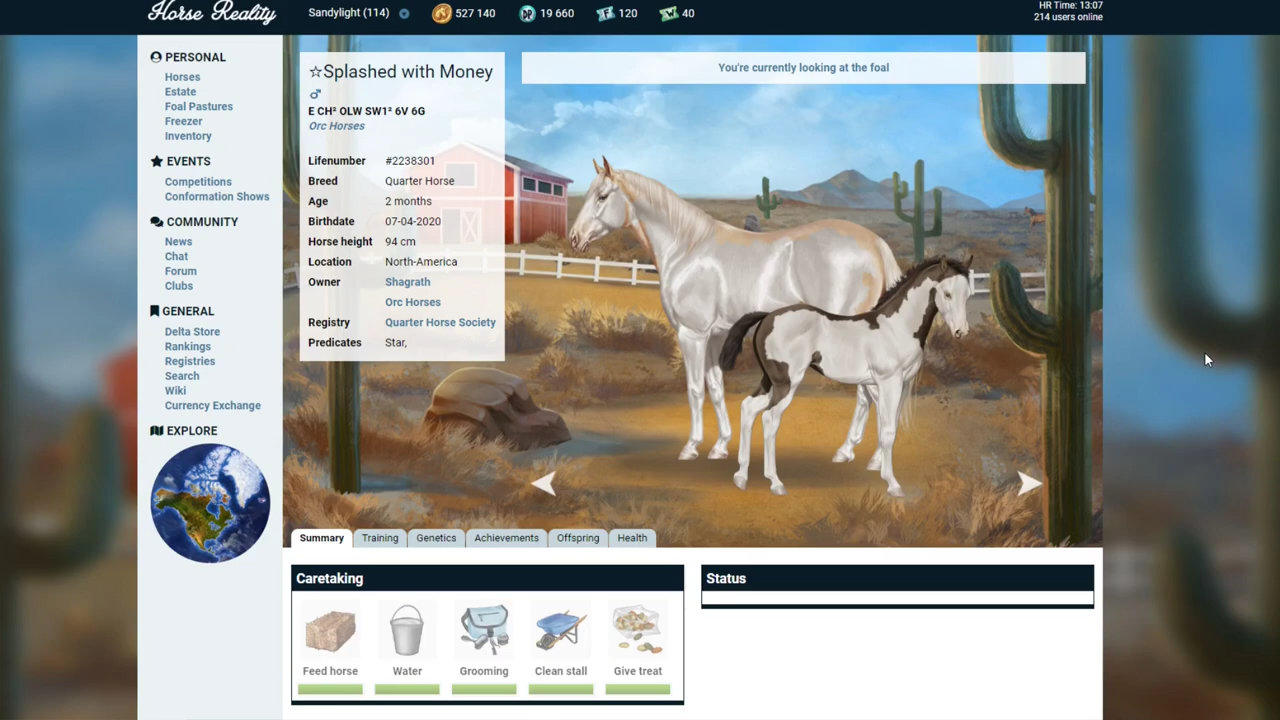 Horse Reality
Sandylight (114)
527 140
19 660
120
40
HR Time: 13:07
214 users online
PERSONAL
Horses
Estate
Foal Pastures
Freezer
Inventory
EVENTS
Competitions
Conformation Shows
COMMUNITY
News
Chat
Forum
Clubs
GENERAL
Delta Store
Rankings
Registries
Search
Wiki
Currency Exchange
EXPLORE
☆Splashed with Money
♂
E CH² OLW SW1² 6V 6G
Orc Horses
Lifenumber #2238301
Breed Quarter Horse
Age 2 months
Birthdate 07-04-2020
Horse height 94 cm
Location North-America
Owner Shagrath
Orc Horses
Registry Quarter Horse Society
Predicates Star,
You're currently looking at the foal
Summary
Training
Genetics
Achievements
Offspring
Health
Caretaking
Feed horse
Water
Grooming
Clean stall
Give treat
Status